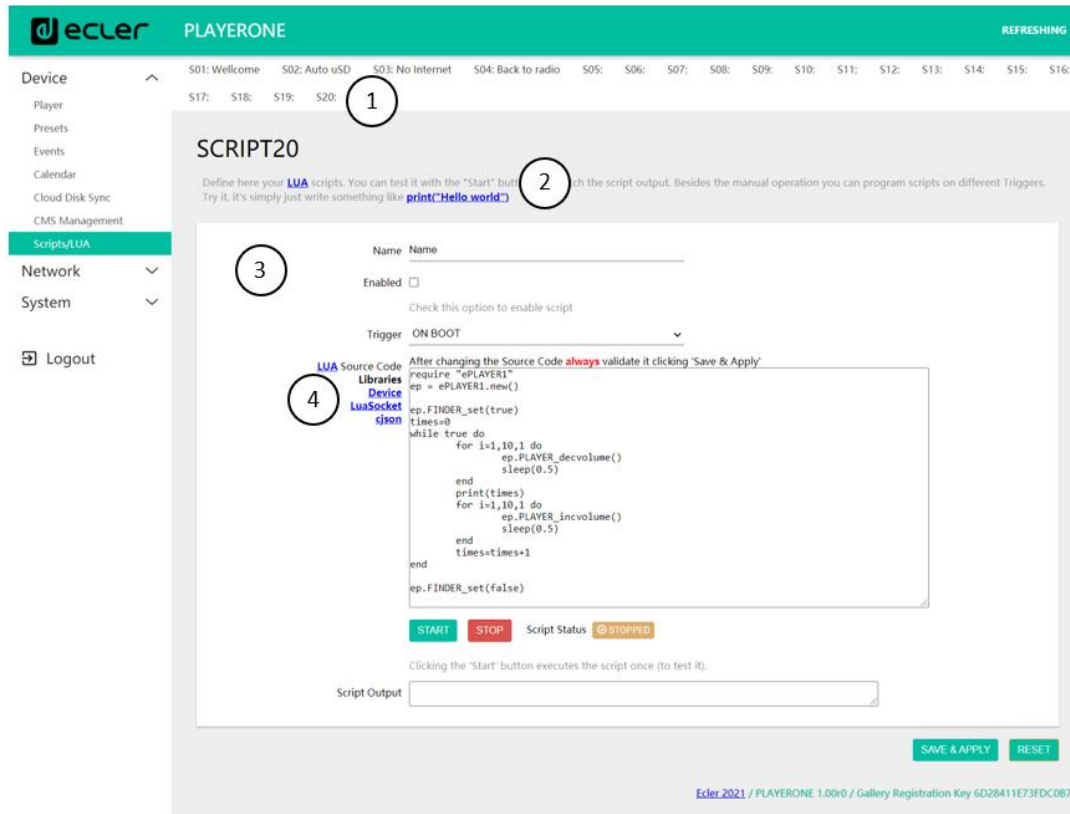 ecler
PLAYERONE
REFRESHING
Device
Player
Presets
Events
Calendar
Cloud Disk Sync
CMS Management
Scripts/LUA
Network
System
Logout
S01: Wellcome S02: Auto uSD S03: No Internet S04: Back to radio S05: S06: S07: S08: S09: S10: S11: S12: S13: S14: S15: S16:
S17: S18: S19: S20:
1
SCRIPT20
2
Define here your LUA scripts. You can test it with the "Start" but ch the script output. Besides the manual operation you can program scripts on different Triggers.
Try it, it's simply just write something like print("Hello world")
3
Name Name
Enabled
Check this option to enable script
Trigger ON BOOT
LUA Source Code After changing the Source Code always validate it clicking 'Save & Apply'
Libraries
Device
LuaSocket
cjson
4
require "ePLAYER1"
ep = ePLAYER1.new()
ep.FINDER_set(true)
times=0
while true do
for i=1,10,1 do
ep.PLAYER_decvolume()
sleep(0.5)
end
print(times)
for i=1,10,1 do
ep.PLAYER_incvolume()
sleep(0.5)
end
times=times+1
end
ep.FINDER_set(false)
START STOP Script Status STOPPED
Clicking the 'Start' button executes the script once (to test it).
Script Output
SAVE & APPLY RESET
Ecler 2021 / PLAYERONE 1.00r0 / Gallery Registration Key 6D28411E73FDC0B7